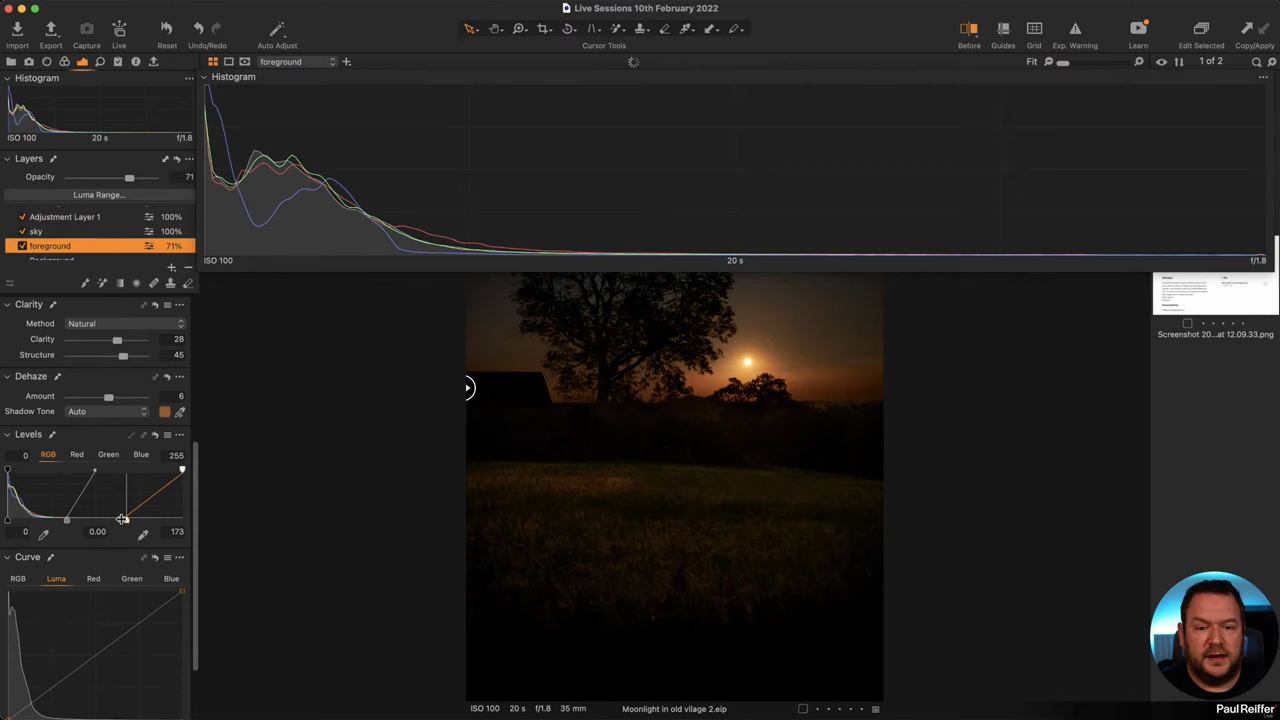 Live Sessions 10th February 2022
Import
Export
Capture
Live
Reset
Undo/Redo
Auto Adjust
Cursor Tools
Before
Guides
Grid
Exp. Warning
Learn
Edit Selected
Copy/Apply
foreground
Fit
1 of 2
Histogram
ISO 100
20 s
f/1.8
Histogram
ISO 100
20 s
f/1.8
Layers
Opacity
71
Luma Range...
Adjustment Layer 1
100%
sky
100%
foreground
71%
Background
Clarity
Method
Natural
Clarity
28
Structure
45
Dehaze
Amount
6
Shadow Tone
Auto
Levels
0
RGB
Red
Green
Blue
255
0
0.00
173
Curve
RGB
Luma
Red
Green
Blue
Screenshot 20...at 12.09.33.png
ISO 100
20 s
f/1.8
35 mm
Moonlight in old vilage 2.eip
Paul Reiffer
Live